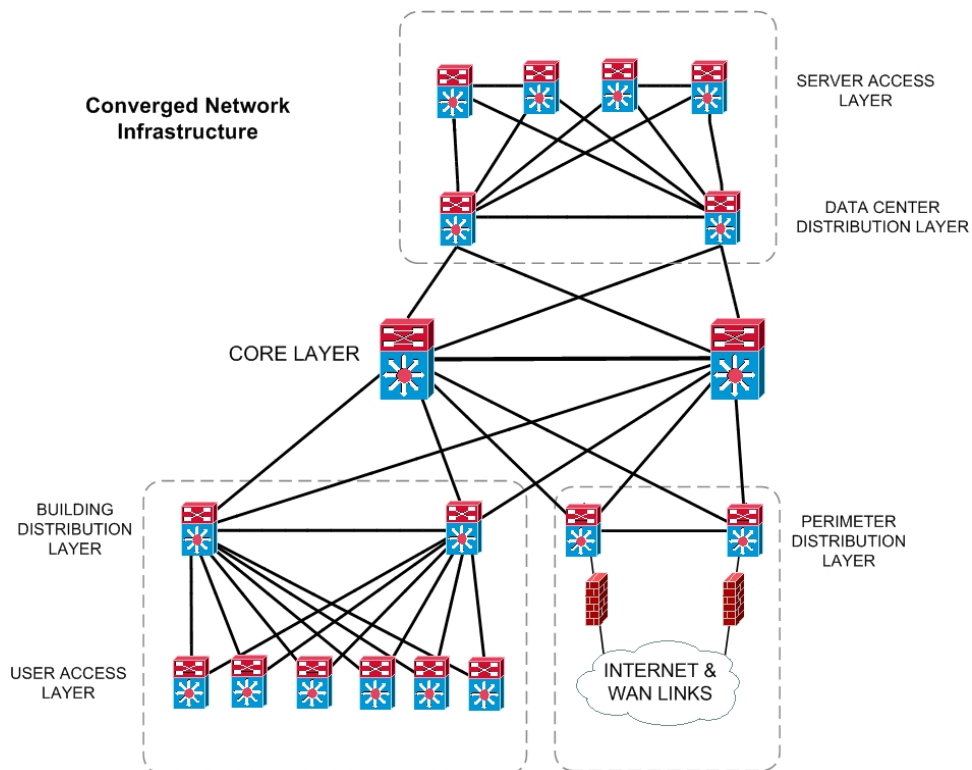 Converged Network
Infrastructure
SERVER ACCESS
LAYER
DATA CENTER
DISTRIBUTION LAYER
CORE LAYER
BUILDING
DISTRIBUTION
LAYER
PERIMETER
DISTRIBUTION
LAYER
USER ACCESS
LAYER
INTERNET &
WAN LINKS